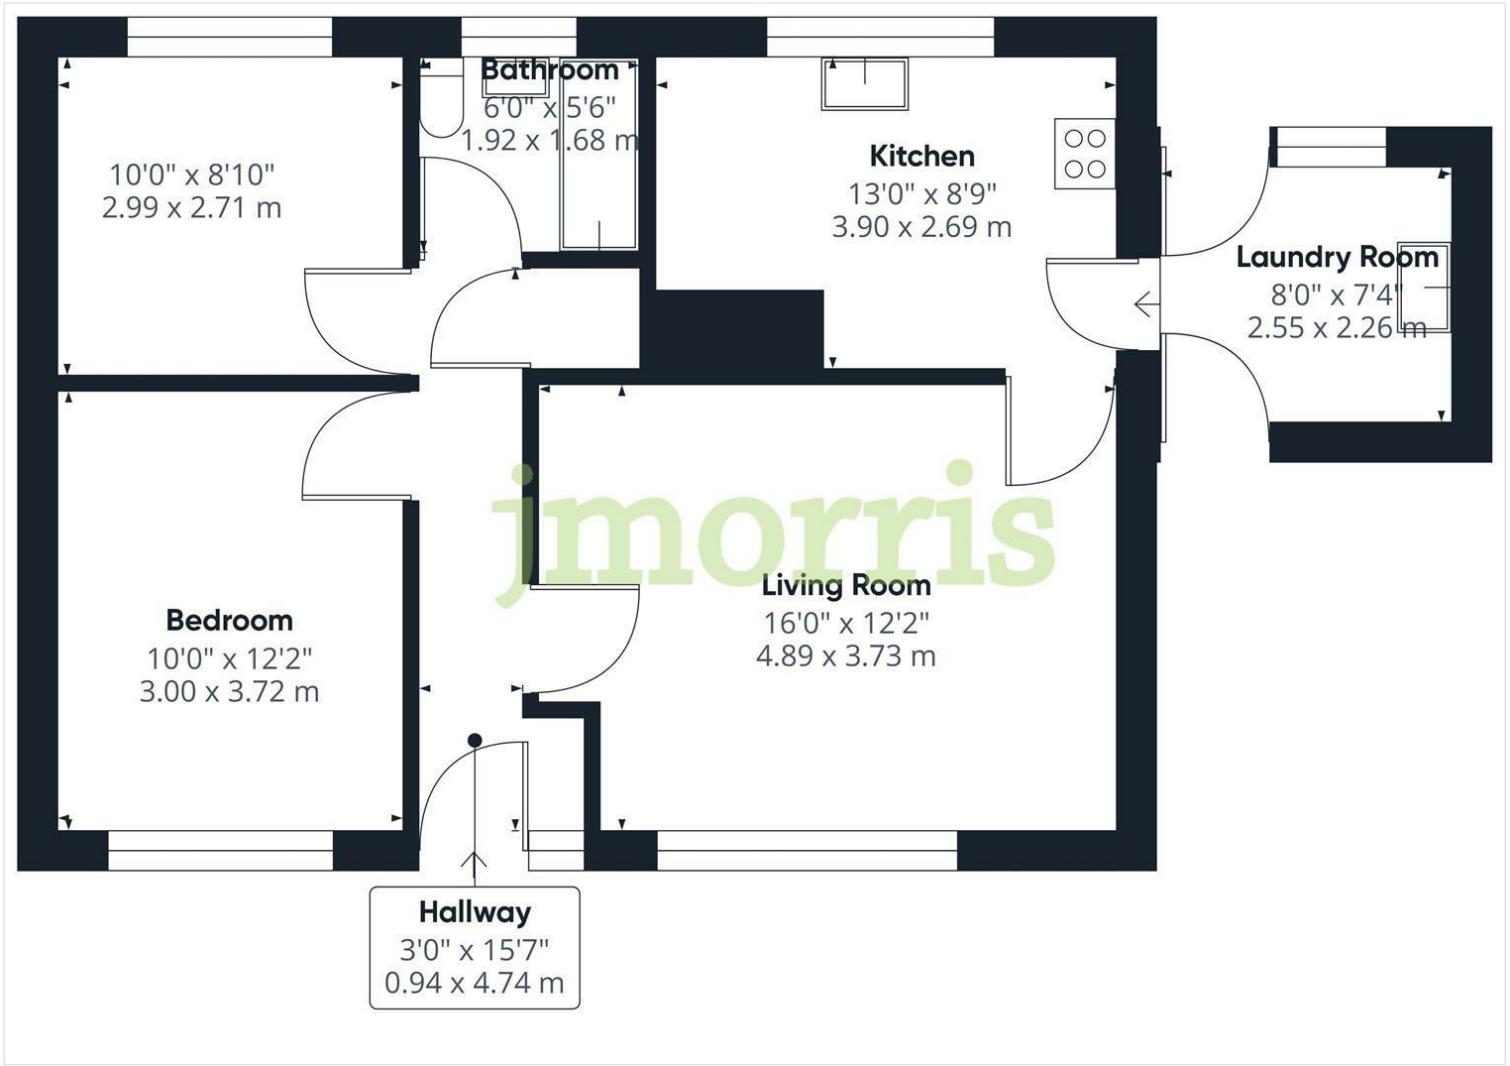 Bathroom
6'0" x 5'6"
1.92 x 1.68 m
10'0" x 8'10"
2.99 x 2.71 m
Kitchen
13'0" x 8'9"
3.90 x 2.69 m
Laundry Room
8'0" x 7'4"
2.55 x 2.26 m
jmorris
Living Room
16'0" x 12'2"
4.89 x 3.73 m
Bedroom
10'0" x 12'2"
3.00 x 3.72 m
Hallway
3'0" x 15'7"
0.94 x 4.74 m